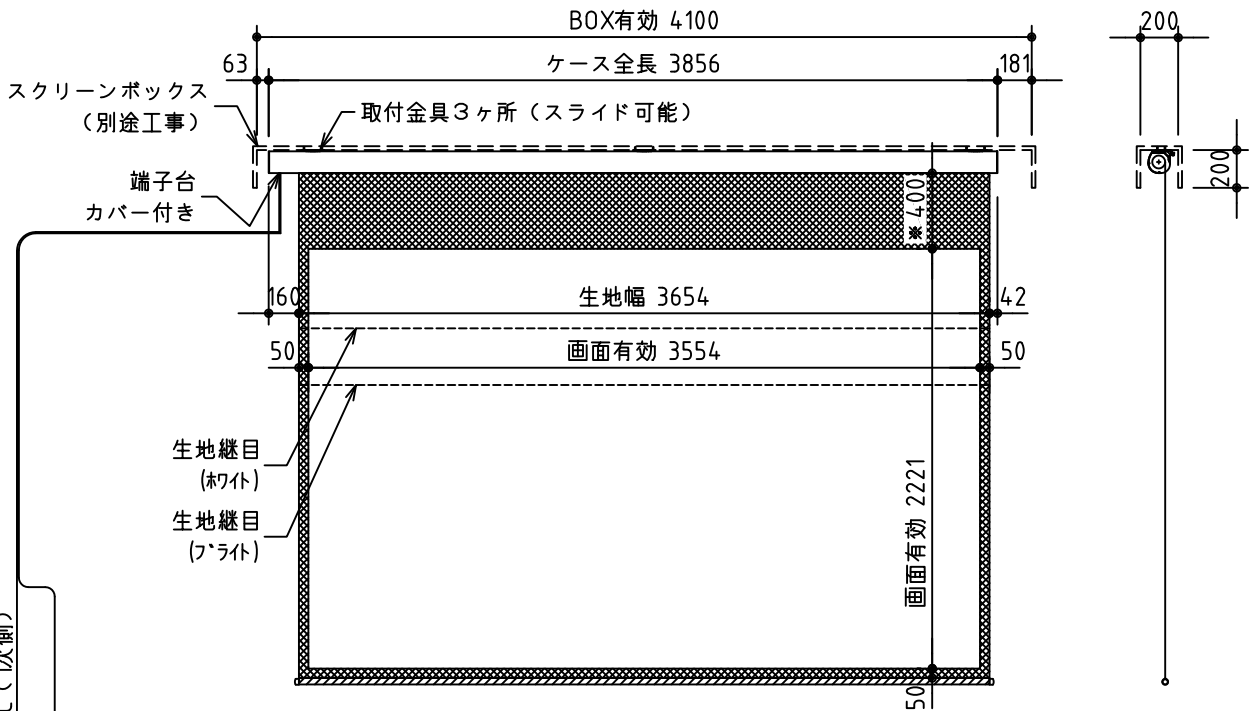 BOX有効 4100
200
63
ケース全長 3856
181
スクリーンボックス
（別途工事）
取付金具３ヶ所（スライド可能）
200
端子台
カバー付き
※ 400
160
生地幅 3654
42
50
画面有効 3554
50
生地継目
(ホワイト)
生地継目
(ブライト)
画面有効 2221
50
次側）